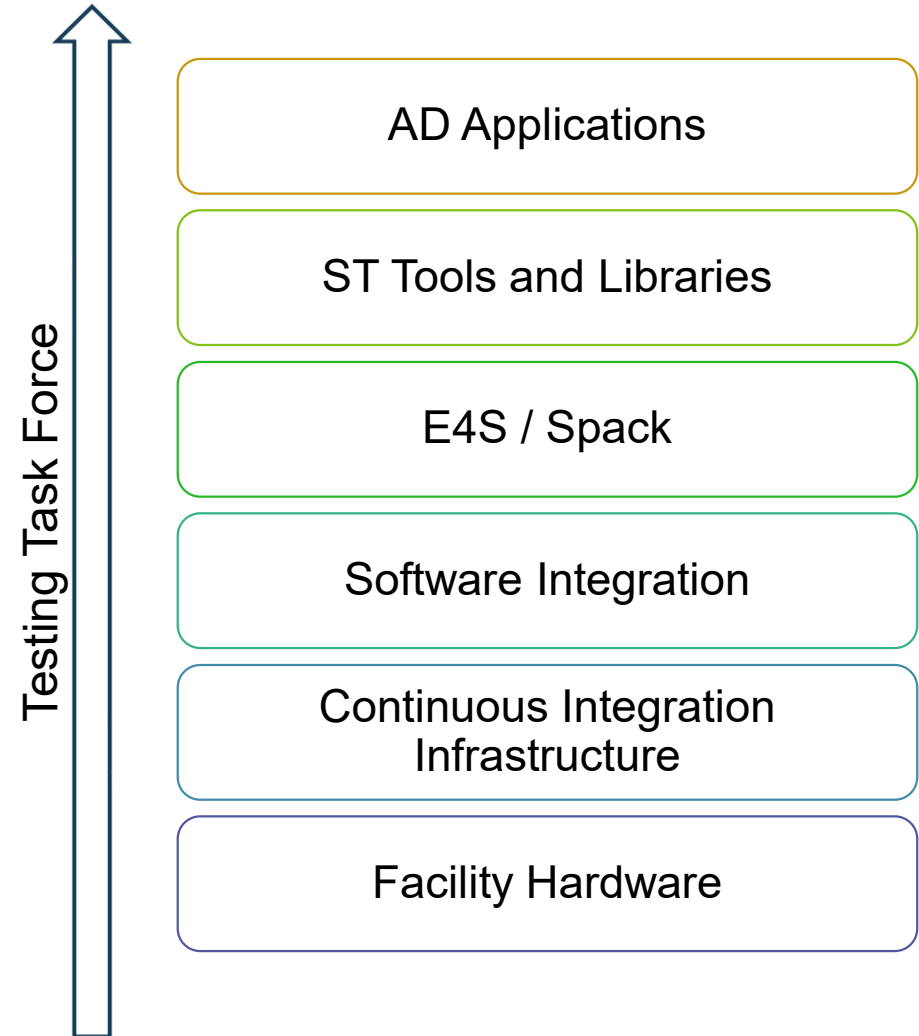 Testing Task Force
AD Applications
ST Tools and Libraries
E4S / Spack
Software Integration
Continuous Integration
Infrastructure
Facility Hardware